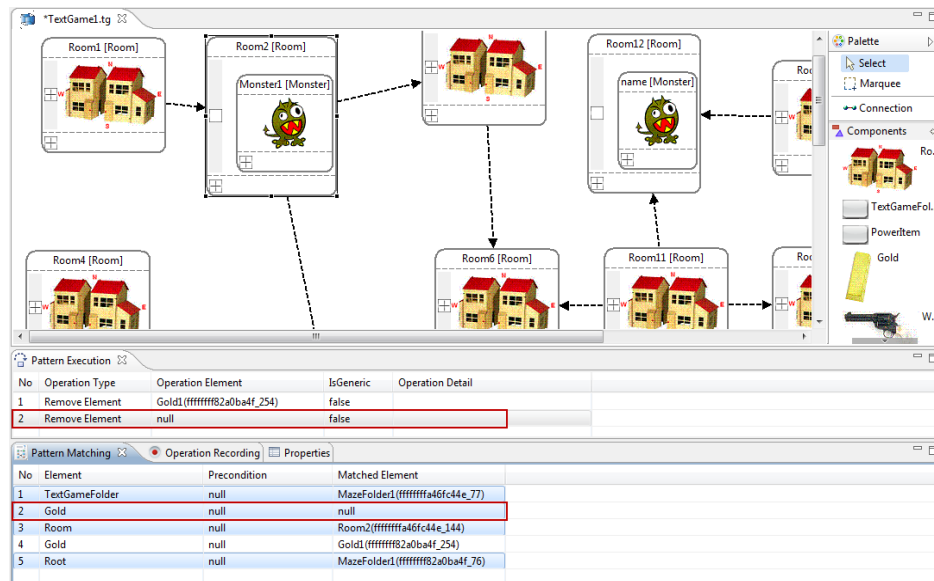 *TextGame1.tg
Room1 [Room]
N
W
E
S
Room2 [Room]
Monster1 [Monster]
W
E
S
Room12 [Room]
name [Monster]
Roo
W
Palette
Select
Marquee
Connection
Components
Ro...
TextGameFol...
PowerItem
Gold
W...
Room4 [Room]
N
W
E
Room6 [Room]
N
W
E
Room11 [Room]
N
W
E
Roo
W
Pattern Execution
No Operation Type Operation Element IsGeneric Operation Detail
1 Remove Element Gold1(ffffffff82a0ba4f_254) false
2 Remove Element null false
Pattern Matching Operation Recording Properties
No Element Precondition Matched Element
1 TextGameFolder null MazeFolder1(ffffffffa46fc44e_77)
2 Gold null null
3 Room null Room2(ffffffffa46fc44e_144)
4 Gold null Gold1(ffffffff82a0ba4f_254)
5 Root null MazeFolder1(ffffffff82a0ba4f_76)